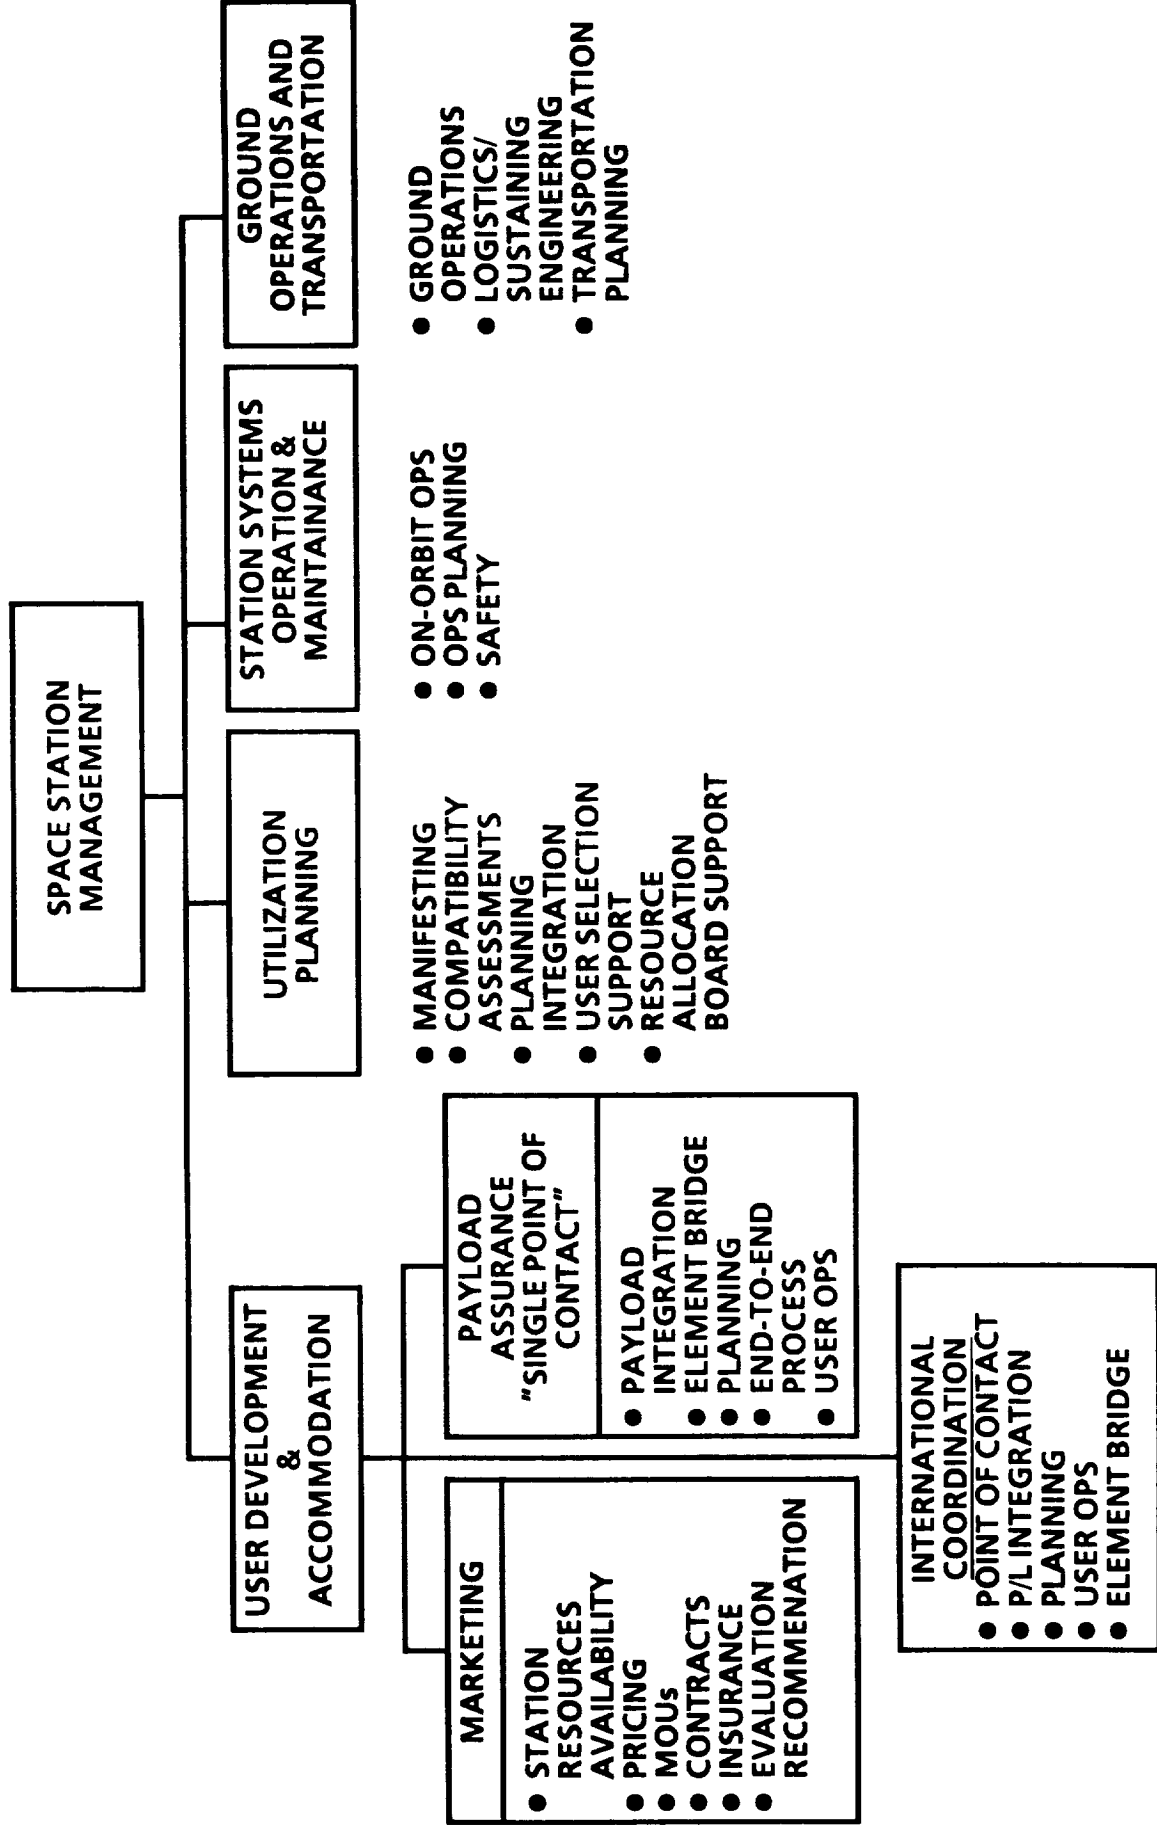 SPACE STATION
MANAGEMENT
USER DEVELOPMENT
&
ACCOMMODATION
UTILIZATION
PLANNING
STATION SYSTEMS
OPERATION &
MAINTAINANCE
GROUND
OPERATIONS AND
TRANSPORTATION
MARKETING
● STATION
RESOURCES
AVAILABILITY
● PRICING
● MOUs
● CONTRACTS
● INSURANCE
● EVALUATION
RECOMMENATION
PAYLOAD
ASSURANCE
"SINGLE POINT OF
CONTACT"
● PAYLOAD
INTEGRATION
● ELEMENT BRIDGE
● PLANNING
● END-TO-END
PROCESS
● USER OPS
INTERNATIONAL
COORDINATION
● POINT OF CONTACT
● P/L INTEGRATION
● PLANNING
● USER OPS
● ELEMENT BRIDGE
● MANIFESTING
● COMPATIBILITY
ASSESSMENTS
● PLANNING
INTEGRATION
● USER SELECTION
SUPPORT
● RESOURCE
ALLOCATION
BOARD SUPPORT
● ON-ORBIT OPS
● OPS PLANNING
● SAFETY
● GROUND
OPERATIONS
● LOGISTICS/
SUSTAINING
ENGINEERING
● TRANSPORTATION
PLANNING